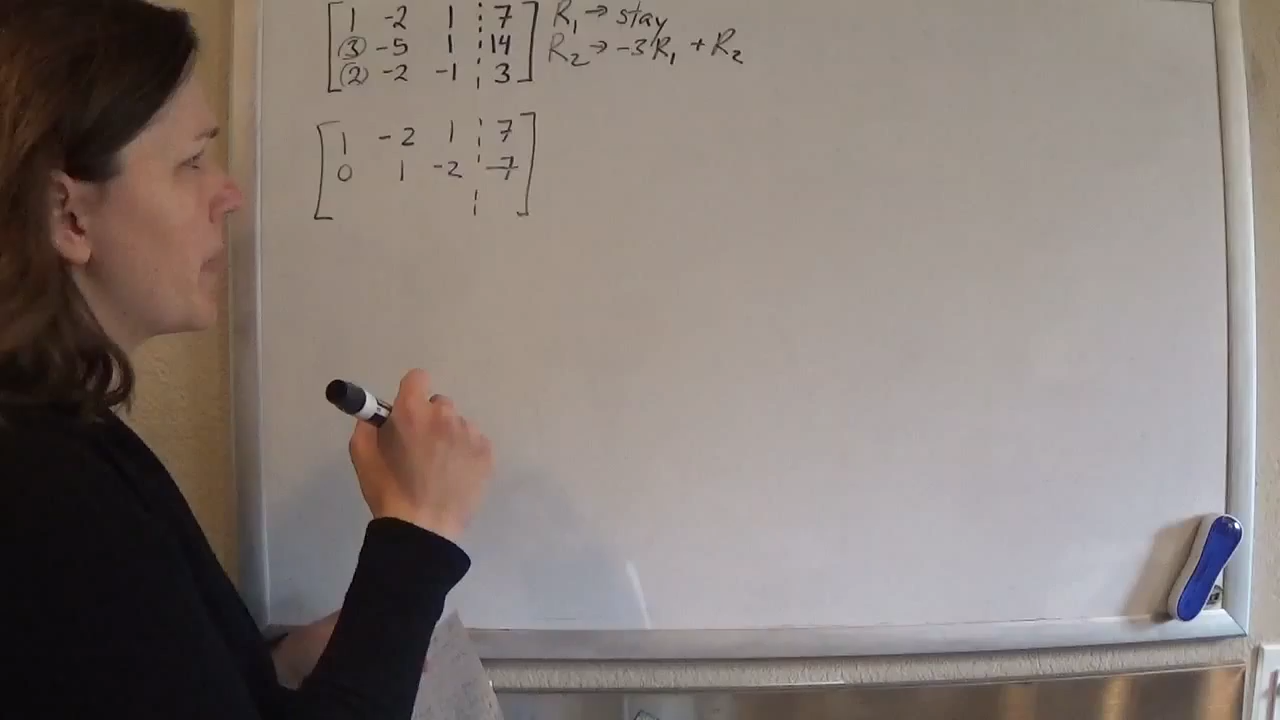 1 -2 1 7 R₁ → stay
3 -5 1 14 R₂ → -3R₁ + R₂
2 -2 -1 3
1 -2 1 7
0 1 -2 -7